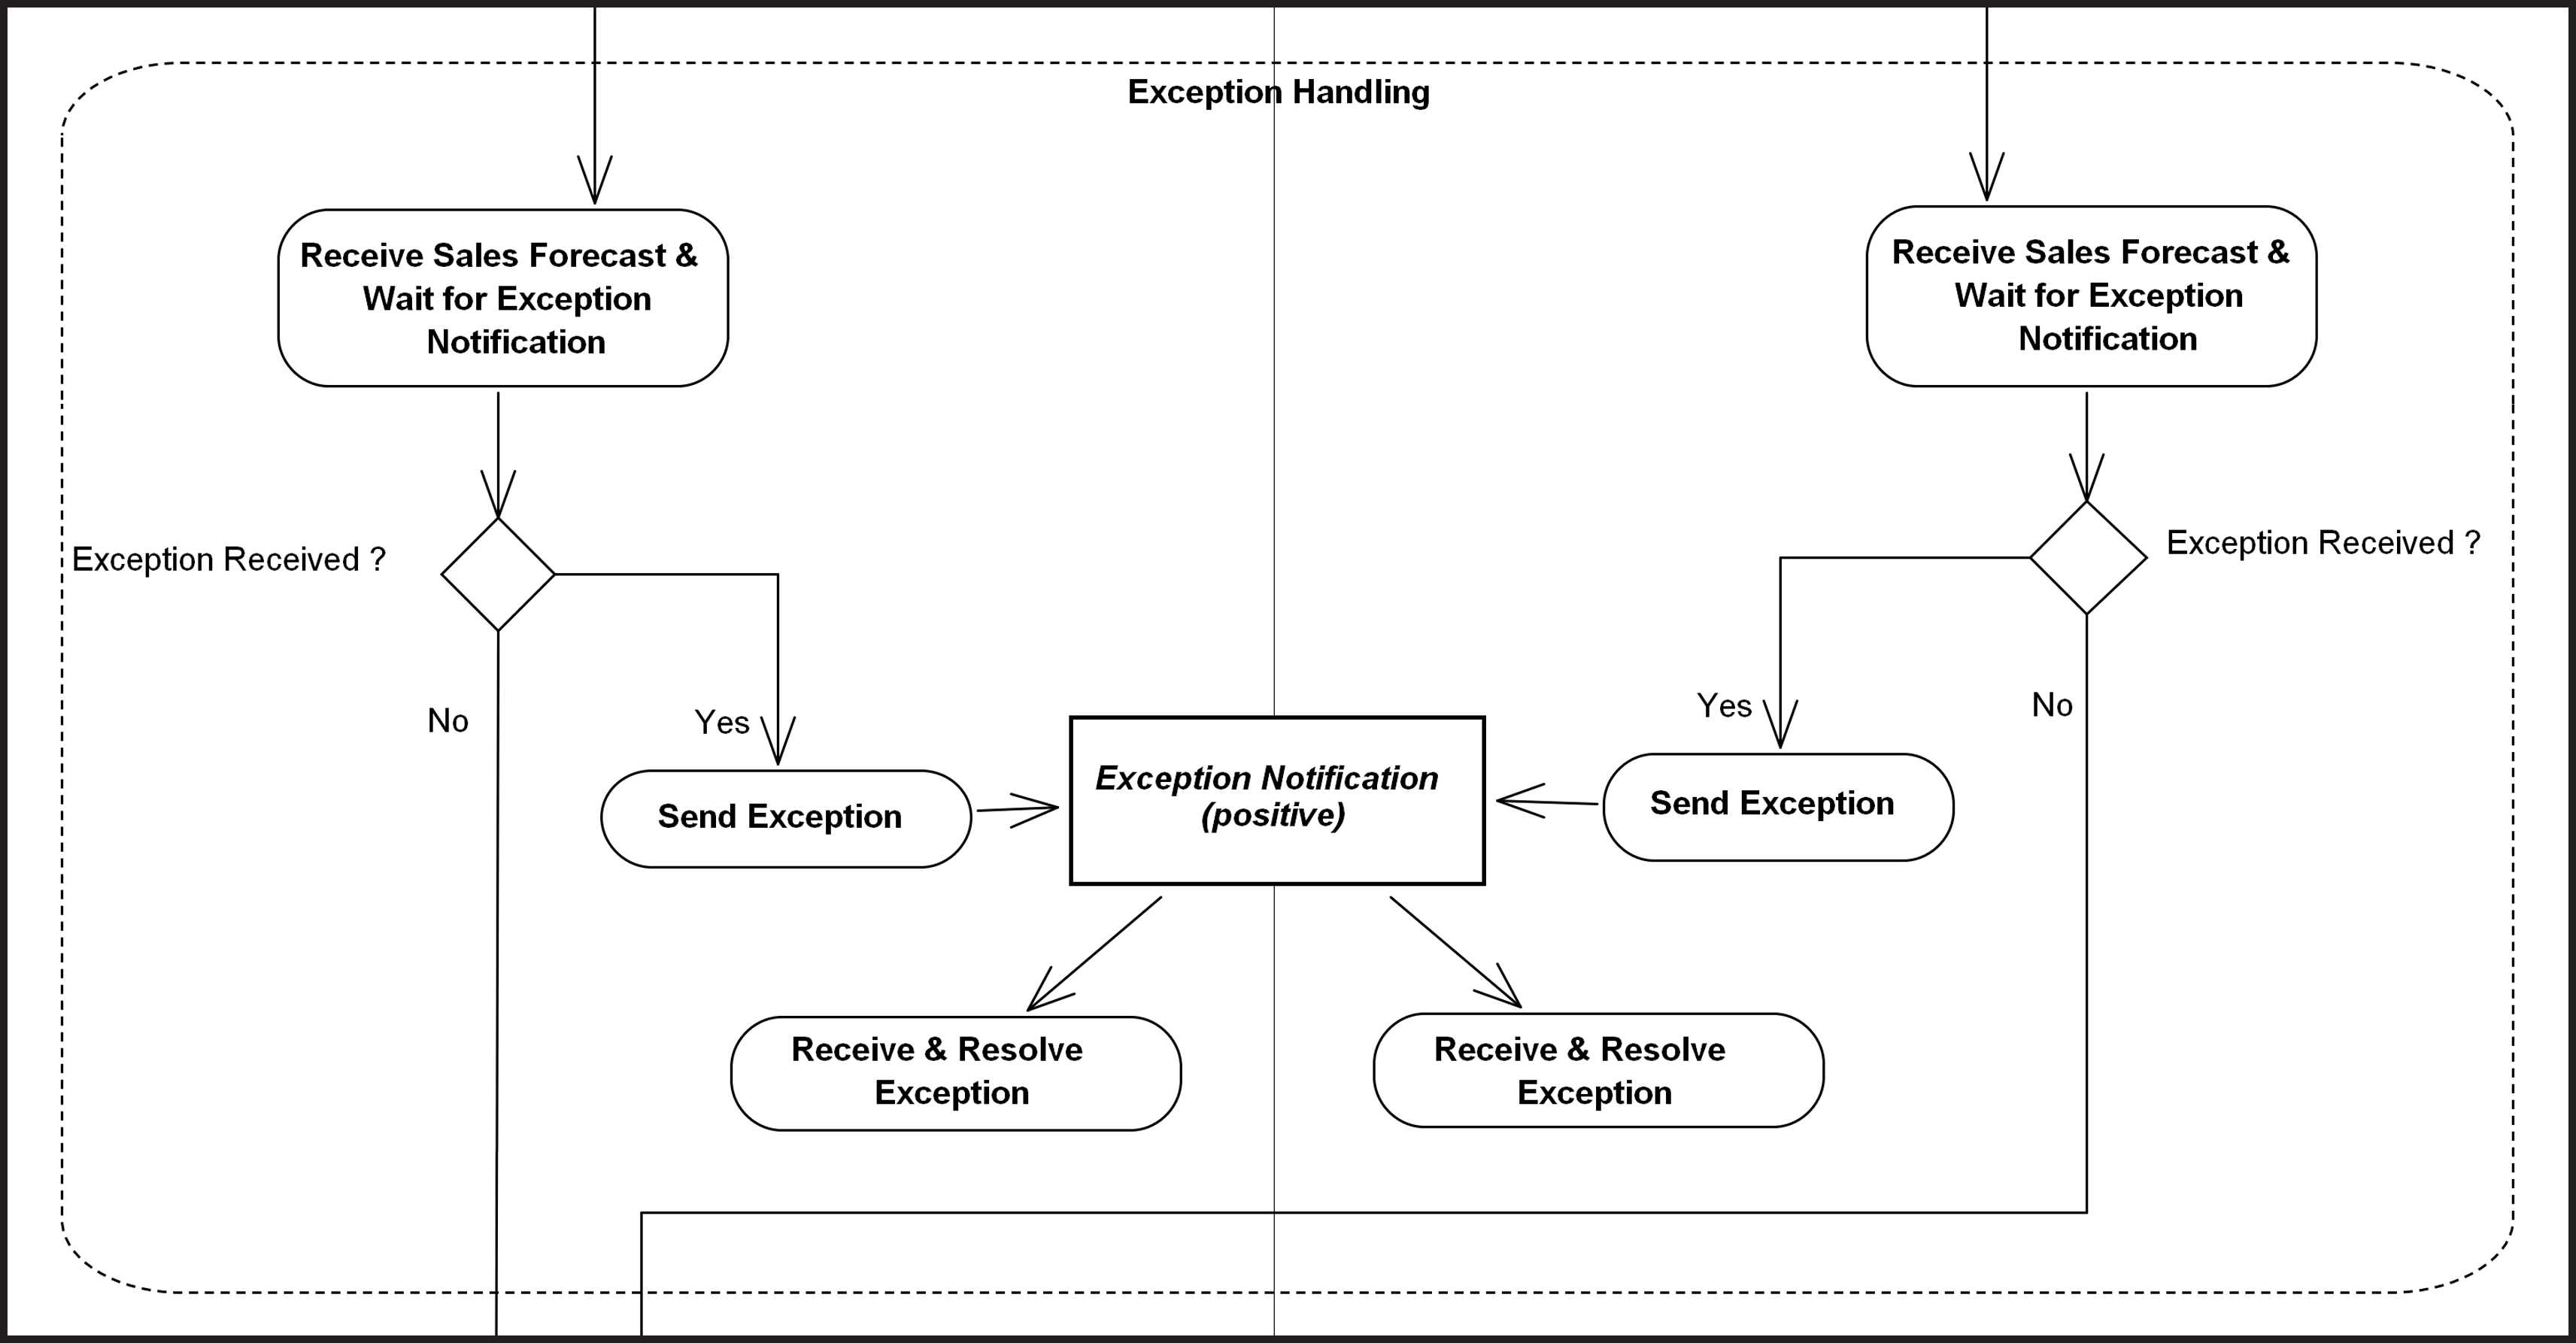 Exception Handling
Receive Sales Forecast &
Wait for Exception
Notification
Receive Sales Forecast &
Wait for Exception
Notification
Exception Received ?
Exception Received ?
No
Yes
Yes
No
Send Exception
Exception Notification
(positive)
Send Exception
Receive & Resolve
Exception
Receive & Resolve
Exception